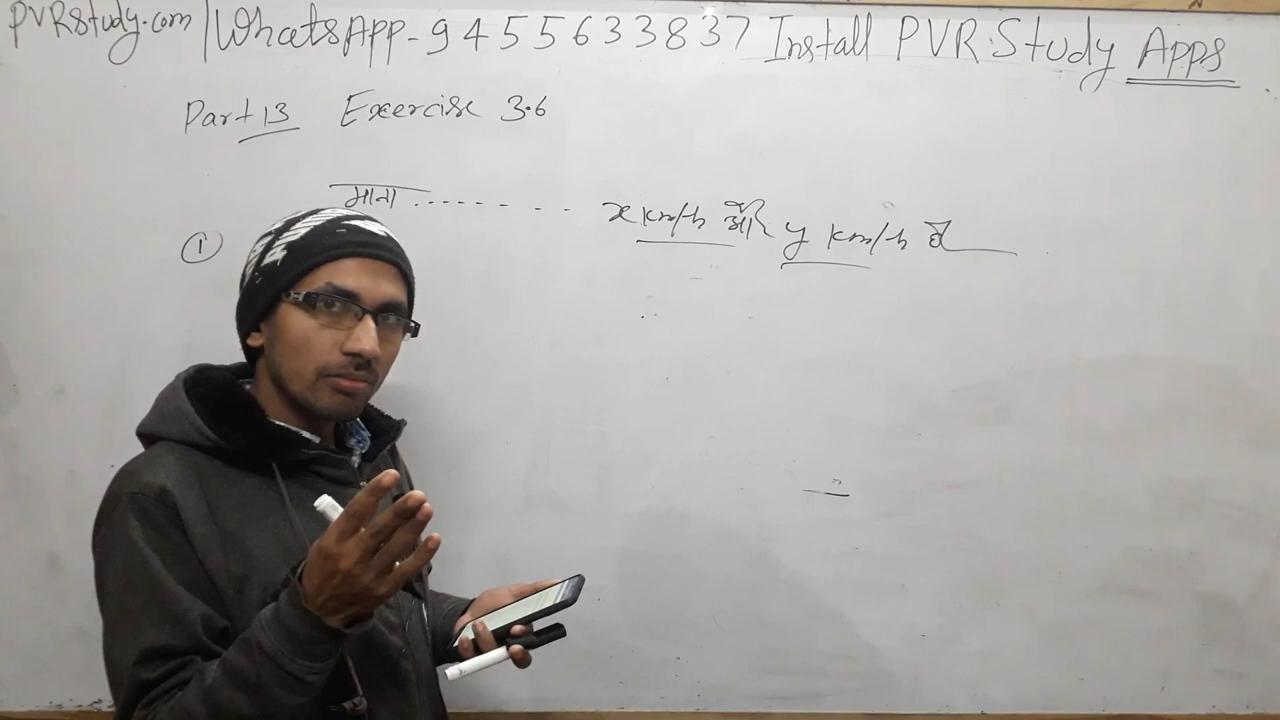 PVRstudy.com | WhatsApp - 9455633837 Install PVR Study Apps
Part 13 Exercise 3.6
① माना ........ x km/h और y km/h है